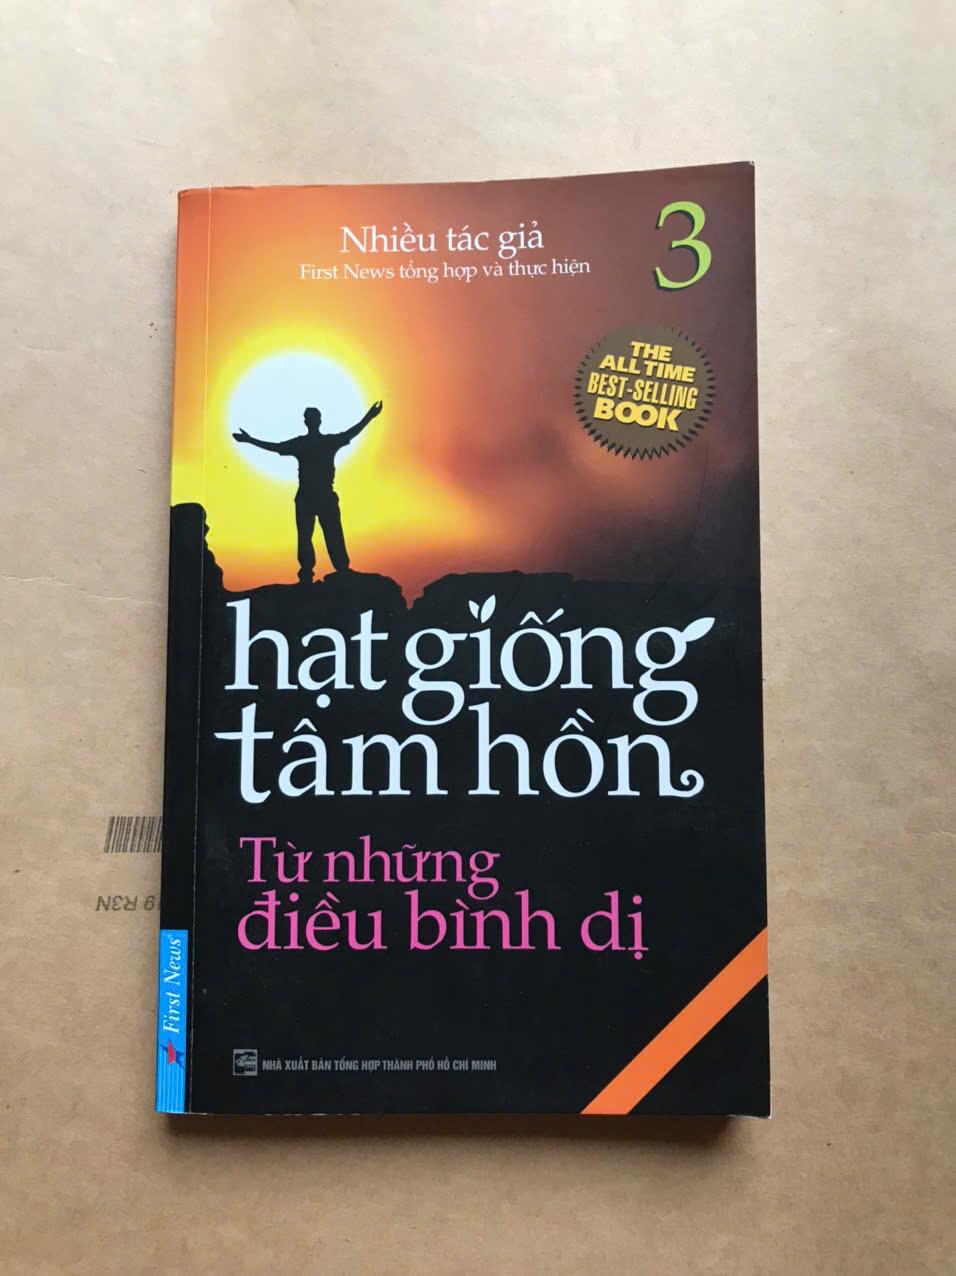 Nhiều tác giả
First News tổng hợp và thực hiện
3
THE
ALL TIME
BEST-SELLING
BOOK
hạt giống
tâm hồn
Từ những
điều bình dị
First News
NHÀ XUẤT BẢN TỔNG HỢP THÀNH PHỐ HỒ CHÍ MINH